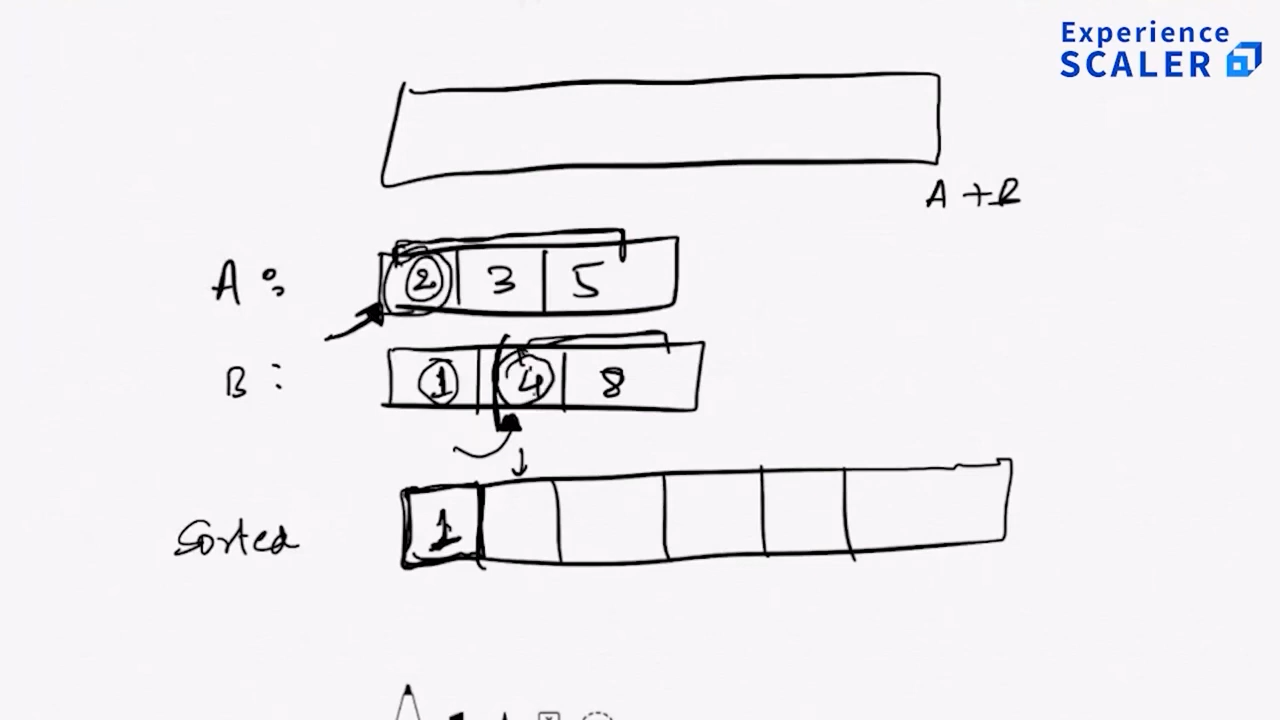 Experience
SCALER
A + B
A : 2 3 5
B : 1 4 8
Sorted 1